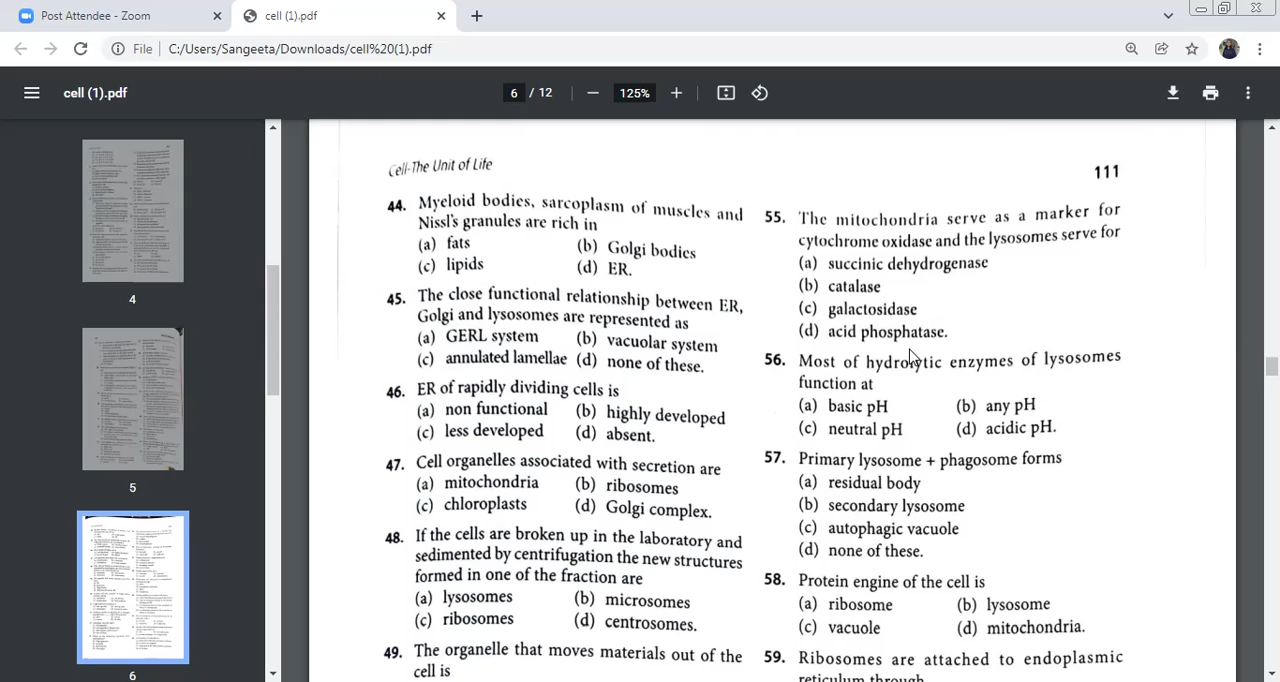 Post Attendee - Zoom
cell (1).pdf
File
C:/Users/Sangeeta/Downloads/cell%20(1).pdf
cell (1).pdf
6 / 12
125%
4
5
6
Cell-The Unit of Life
111
44. Myeloid bodies, sarcoplasm of muscles and
Nissl's granules are rich in
(a) fats (b) Golgi bodies
(c) lipids (d) ER.
45. The close functional relationship between ER,
Golgi and lysosomes are represented as
(a) GERL system (b) vacuolar system
(c) annulated lamellae (d) none of these.
46. ER of rapidly dividing cells is
(a) non functional (b) highly developed
(c) less developed (d) absent.
47. Cell organelles associated with secretion are
(a) mitochondria (b) ribosomes
(c) chloroplasts (d) Golgi complex.
48. The cells are broken up in the laboratory and
sedimented by centrifugation the new structures
formed in one of the fraction are
(a) lysosomes (b) microsomes
(c) ribosomes (d) centrosomes.
49. The organelle that moves materials out of the
cell is
55. The mitochondria serve as a marker for
cytochrome oxidase and the lysosomes serve for
(a) succinic dehydrogenase
(b) catalase
(c) galactosidase
(d) acid phosphatase.
56. Most of hydrolytic enzymes of lysosomes
function at
(a) basic pH (b) any pH
(c) neutral pH (d) acidic pH.
57. Primary lysosome + phagosome forms
(a) residual body
(b) secondary lysosome
(c) autophagic vacuole
(d) none of these.
58. Protein engine of the cell is
(a) ribosome (b) lysosome
(c) vacuole (d) mitochondria.
59. Ribosomes are attached to endoplasmic
reticulum through